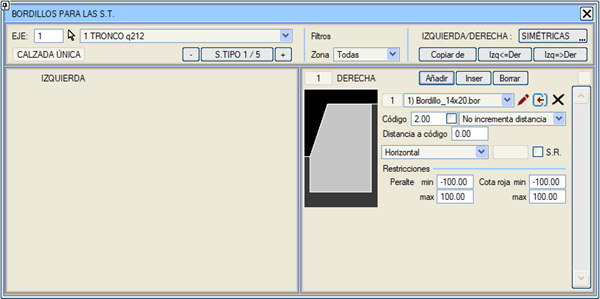 BORDILLOS PARA LAS S.T.
EJE: 1 1 TRONCO q212 Filtros IZQUIERDA/DERECHA : SIMÉTRICAS ...
CALZADA ÚNICA - S.TIPO 1 / 5 + Zona Todas Copiar de Izq<=Der Izq=>Der
IZQUIERDA 1 DERECHA Añadir Inser Borrar
1 1) Bordillo_14x20.bor
Código 2.00 No incrementa distancia
Distancia a código 0.00
Horizontal S.R.
Restricciones
Peralte min -100.00 Cota roja min -100.00
max 100.00 max 100.00